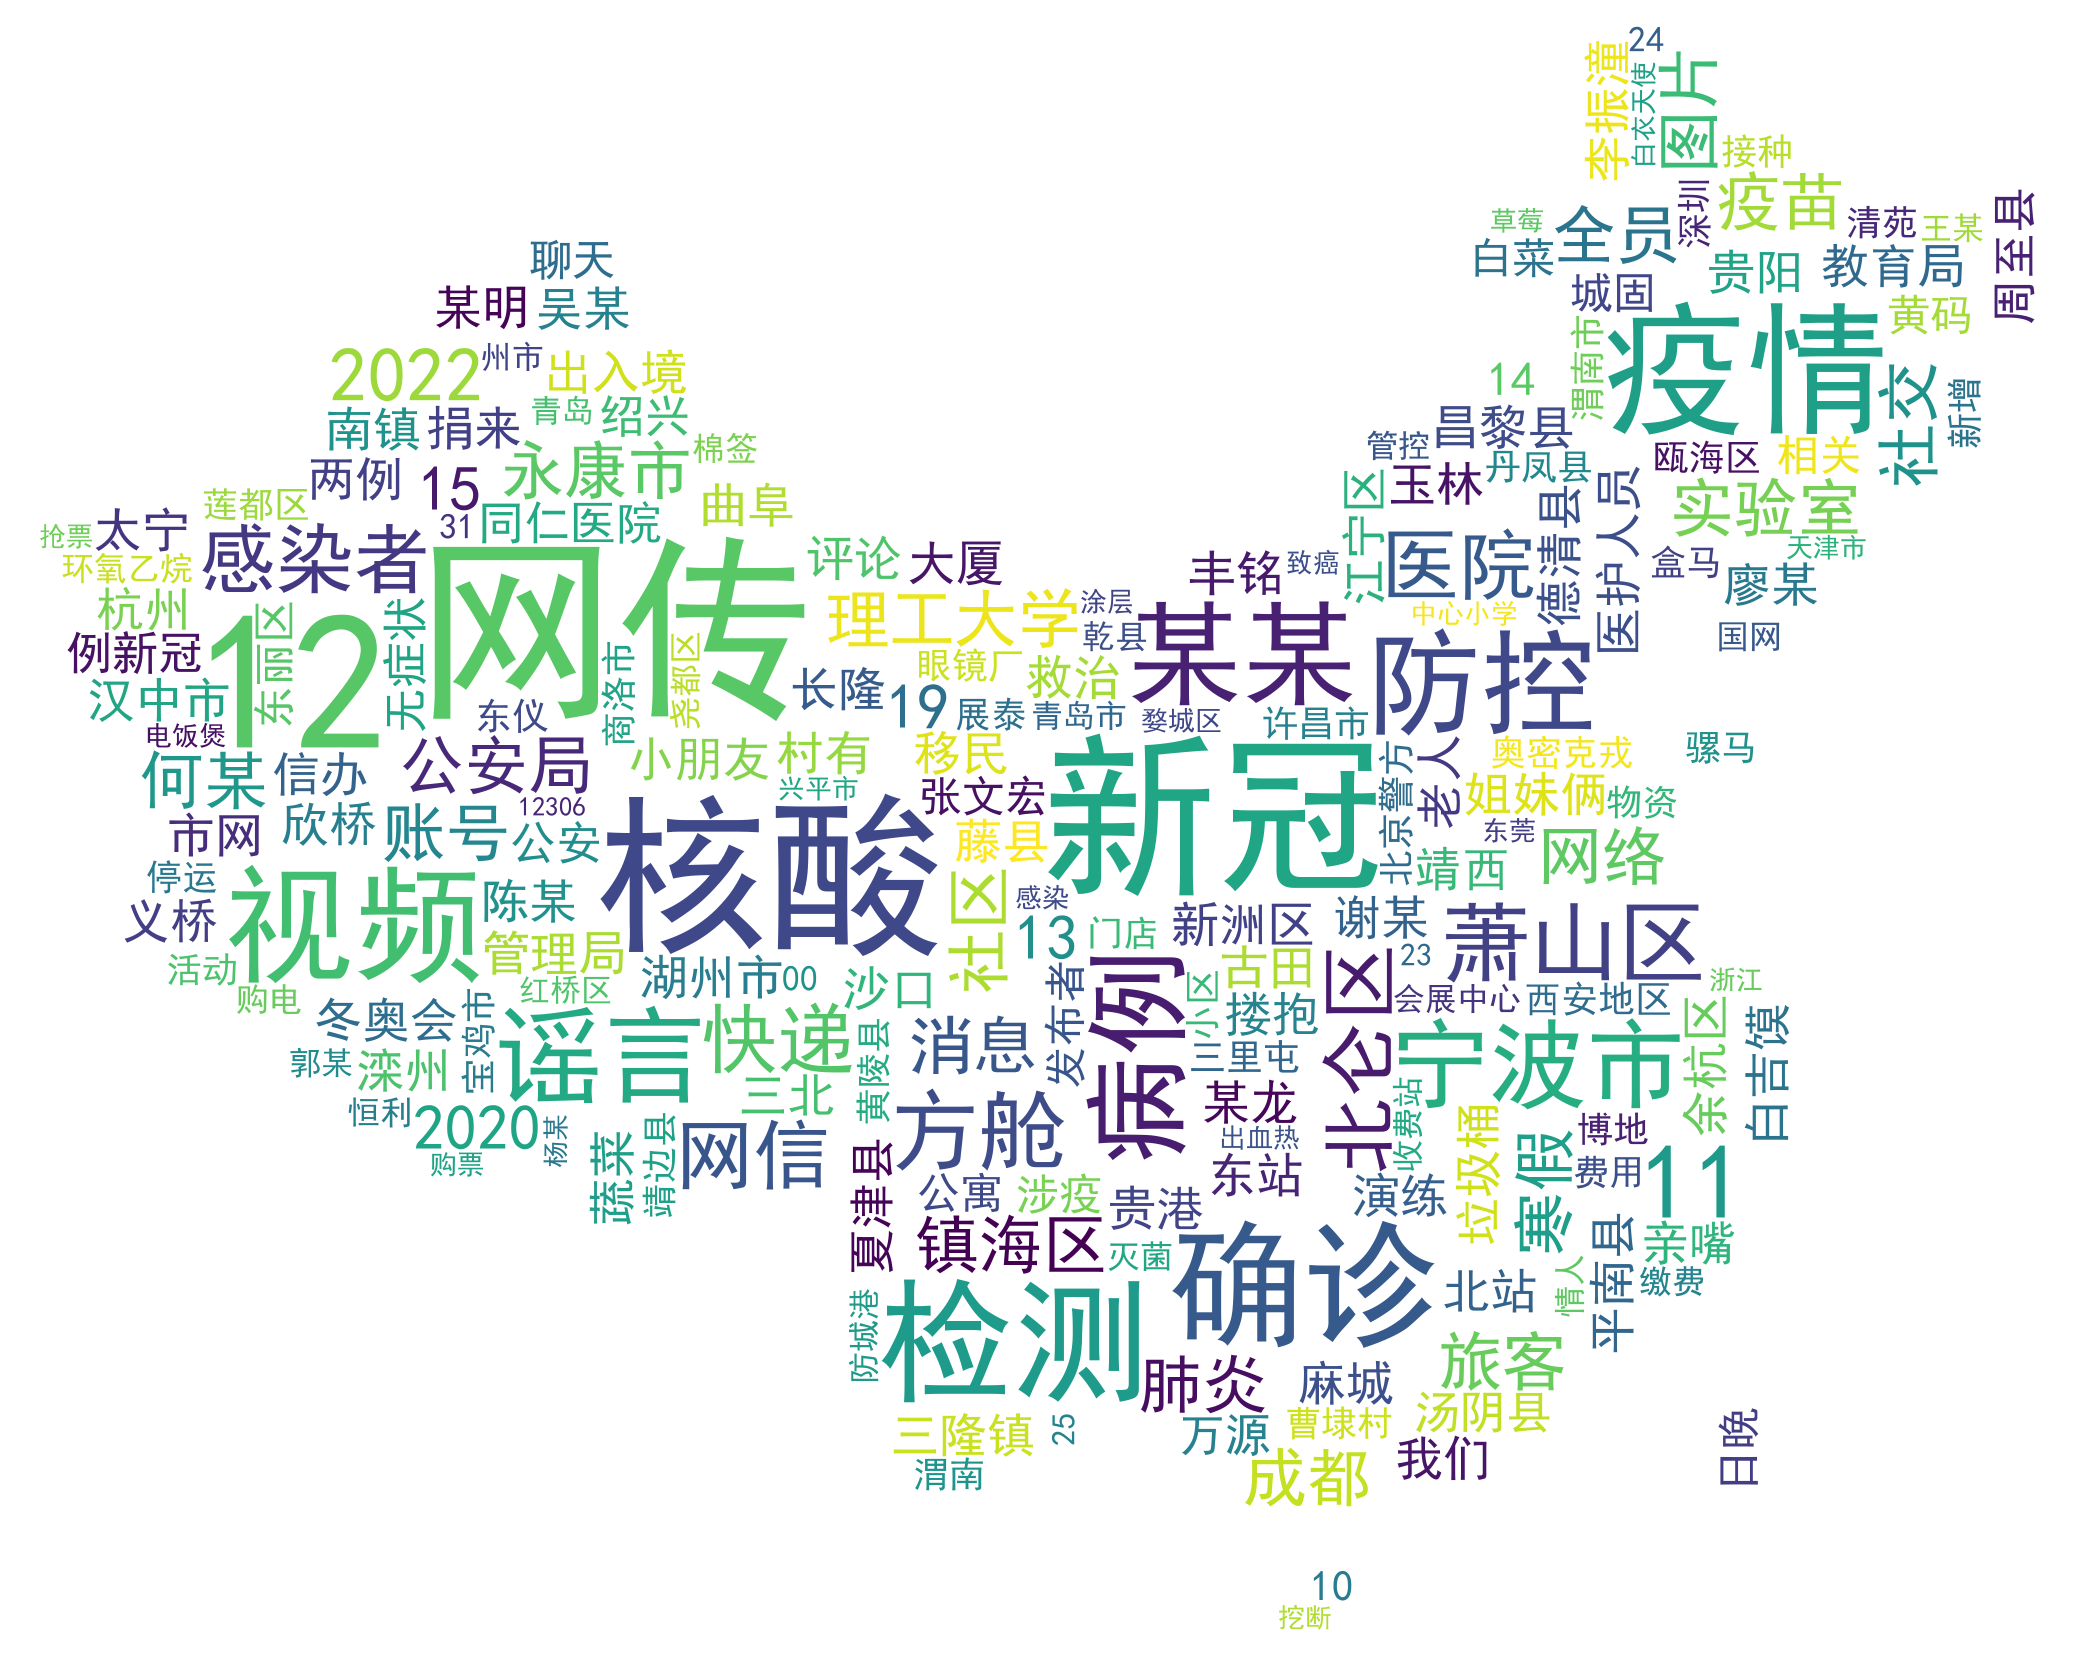 24
李振潼
白衣天使
图片
接种
疫苗
深圳
草莓
全员
白菜
清苑
王某
周至县
城固
贵阳
教育局
聊天
某明
吴某
疫情
黄码
渭南市
2022
州市
出入境
14
社交
新增
南镇
捐来
青岛
绍兴
昌黎县
管控
棉签
两例
15
永康市
丹凤县
瓯海区
相关
玉林
江宁区
莲都区
曲阜
31
同仁医院
实验室
德清县
医护人员
抢票
太宁
感染者
网传
评论
大厦
丰铭
致癌
医院
盒马
天津市
环氧乙烷
廖某
杭州
12
东丽区
无症状
理工大学
涂层
某某
中心小学
防控
例新冠
商洛市
尧都区
乾县
国网
汉中市
眼镜厂
救治
长隆
19
展泰
青岛市
婺城区
许昌市
电饭煲
东仪
公安局
小朋友
村有
移民
新冠
北京警方
老人
奥密克戎
骡马
何某
信办
兴平市
张文宏
姐妹俩
物资
12306
欣桥
账号
公安
核酸
藤县
东莞
市网
靖西
网络
停运
视频
陈某
社区
感染
义桥
13
门店
新洲区
谢某
萧山区
管理局
古田
23
活动
购电
红桥区
湖州市
00
沙口
发布者
病例
小区
搂抱
北仑区
会展中心
西安地区
浙江
冬奥会
宝鸡市
谣言
快递
黄陵县
消息
三里屯
宁波市
余杭区
白吉馍
郭某
滦州
三北
恒利
2020
杨某
方舱
某龙
收费站
垃圾桶
博地
购票
蔬菜
靖边县
网信
出血热
夏津县
公寓
涉疫
贵港
东站
演练
寒假
费用
11
镇海区
灭菌
确诊
平南县
亲嘴
防城港
检测
北站
情人
缴费
肺炎
麻城
旅客
三隆镇
25
万源
曹埭村
汤阴县
日晚
渭南
成都
我们
10
挖断